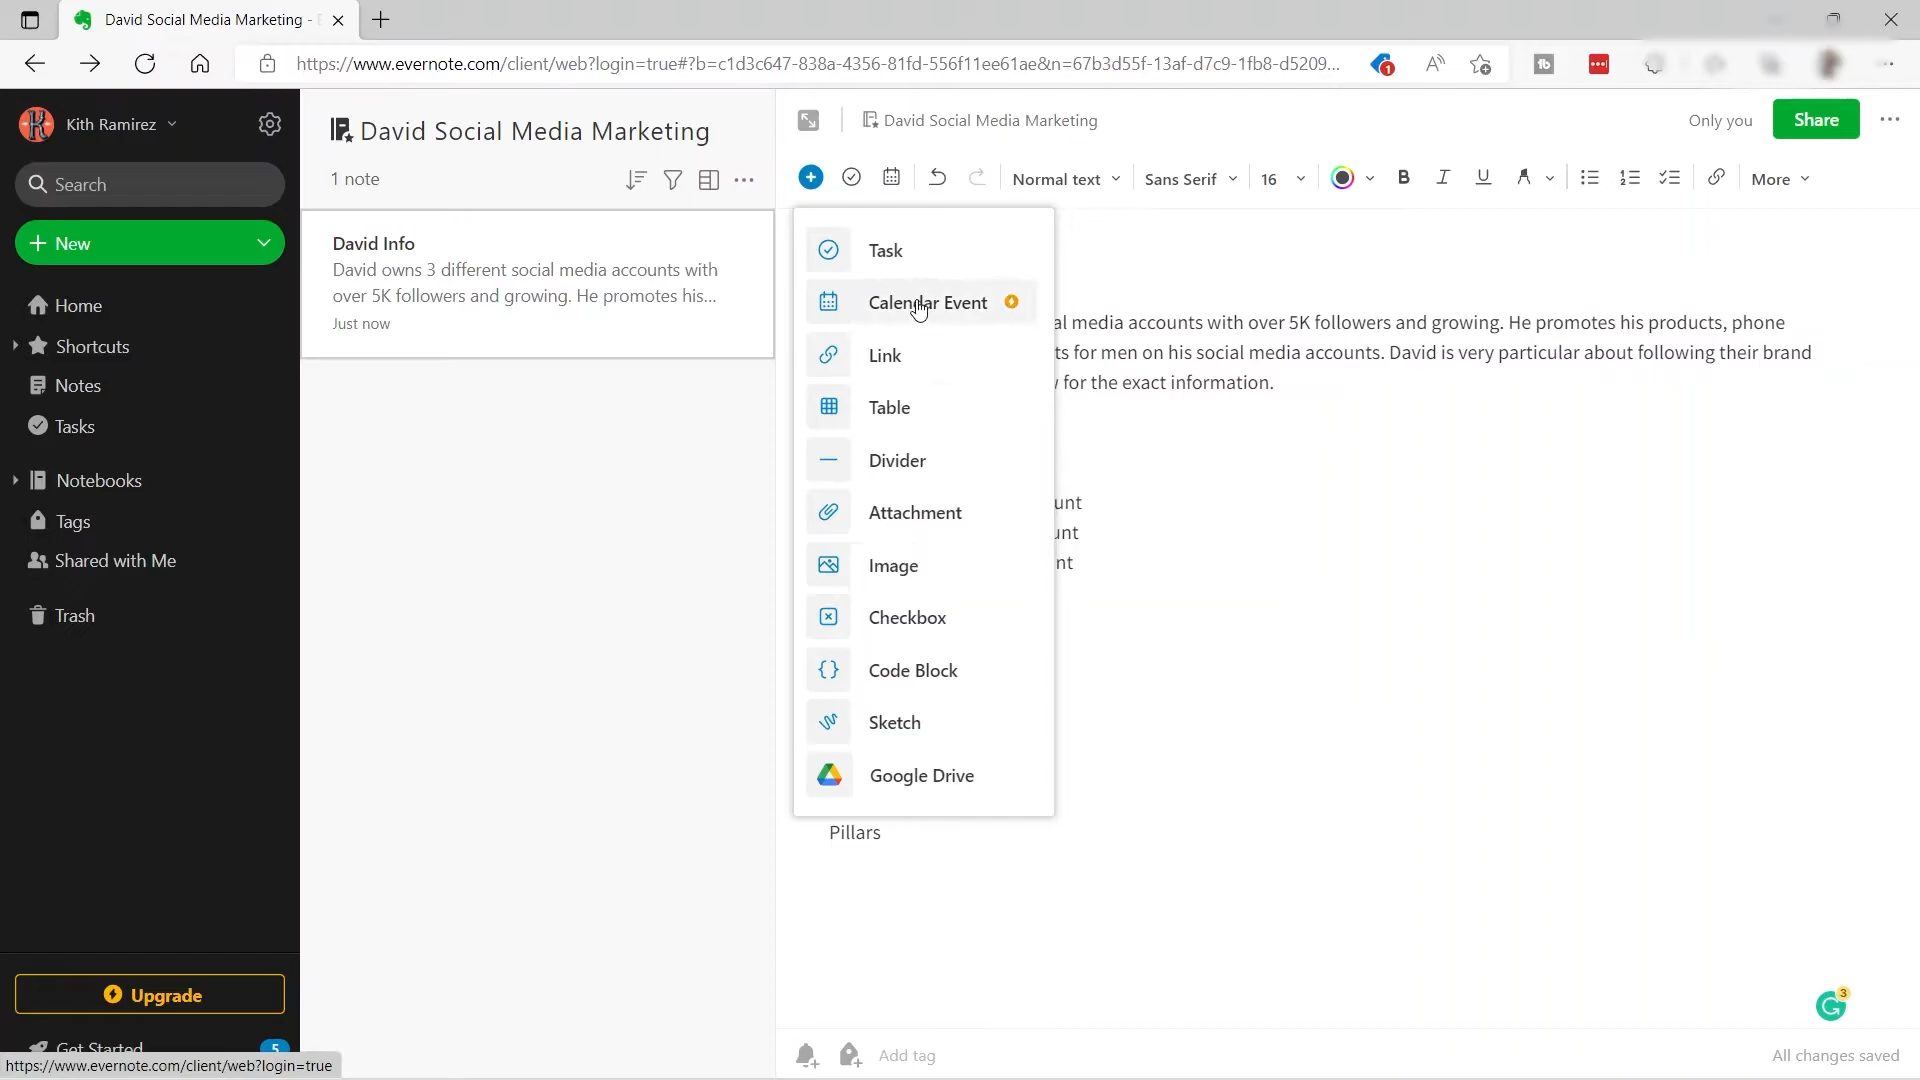 David Social Media Marketing - E
https://www.evernote.com/client/web?login=true#?b=c1d3c647-838a-4356-81fd-556f11ee61ae&n=67b3d55f-13af-d7c9-1fb8-d5209...
1
Kith Ramirez
Search
New
Home
Shortcuts
Notes
Tasks
Notebooks
Tags
Shared with Me
Trash
Upgrade
Get Started
5
https://www.evernote.com/client/web?login=true
David Social Media Marketing
1 note
David Info
David owns 3 different social media accounts with
over 5K followers and growing. He promotes his...
Just now
David Social Media Marketing
Only you
Share
Normal text
Sans Serif
16
B
I
U
A
More
Task
Calendar Event
Link
Table
Divider
Attachment
Image
Checkbox
Code Block
Sketch
Google Drive
al media accounts with over 5K followers and growing. He promotes his products, phone
ts for men on his social media accounts. David is very particular about following their brand
for the exact information.
unt
unt
nt
Pillars
3
Add tag
All changes saved